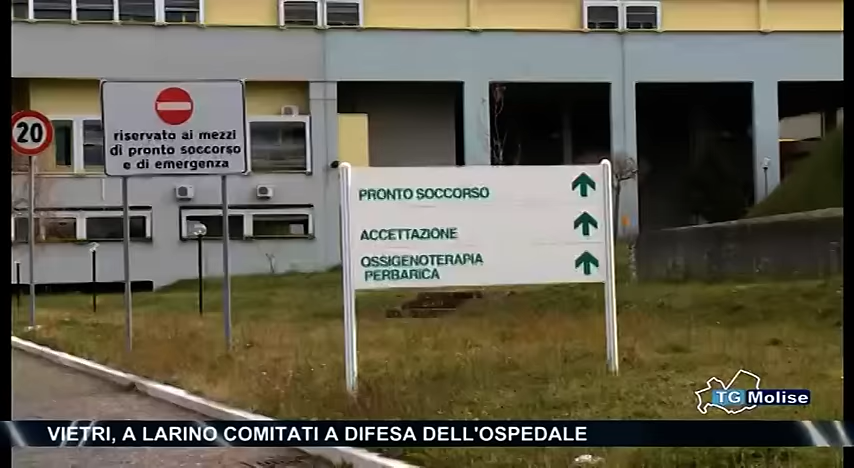 20
riservato ai mezzi
di pronto soccorso
e di emergenza
PRONTO SOCCORSO
ACCETTAZIONE
OSSIGENOTERAPIA
PERBARICA
TG Molise
VIETRI, A LARINO COMITATI A DIFESA DELL'OSPEDALE